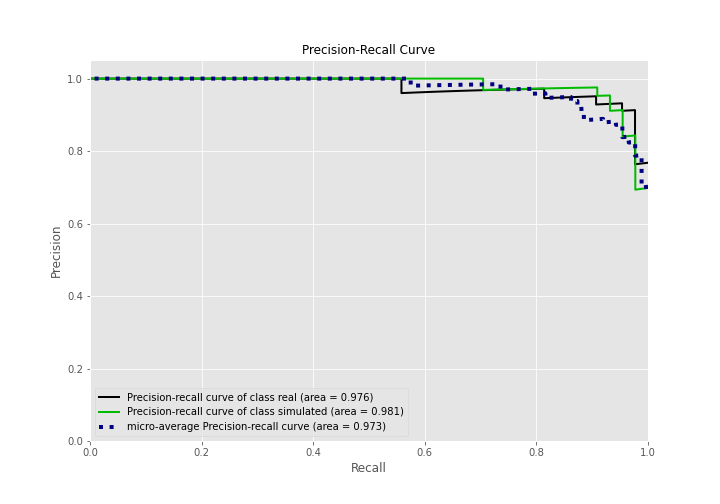 Precision-Recall Curve
1.0
0.8
0.6
0.4
0.2
0.0
Precision
Precision-recall curve of class real (area = 0.976)
Precision-recall curve of class simulated (area = 0.981)
micro-average Precision-recall curve (area = 0.973)
0.0 0.2 0.4 0.6 0.8 1.0
Recall